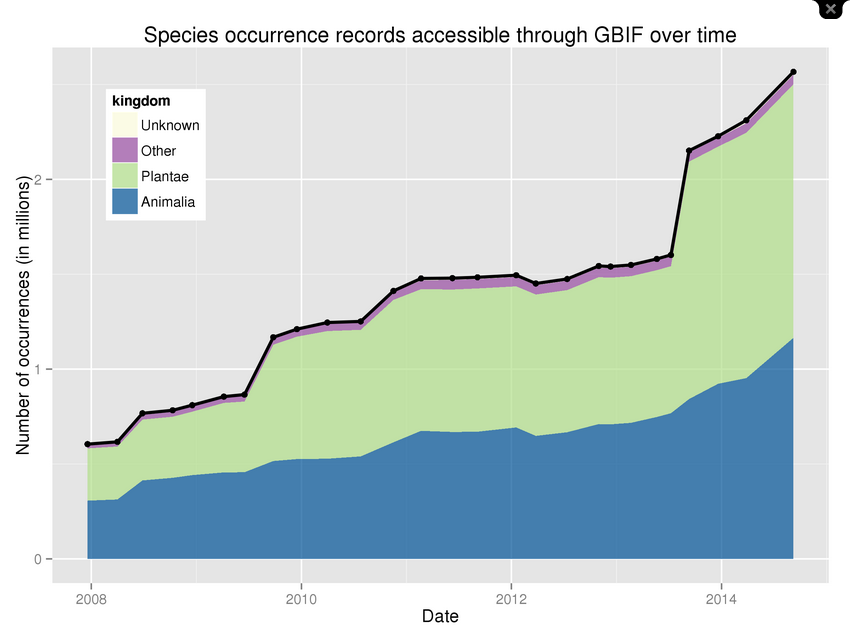 Species occurrence records accessible through GBIF over time
kingdom
Unknown
Other
Plantae
Animalia
Number of occurrences (in millions)
2
1
0
2008 2010 2012 2014
Date